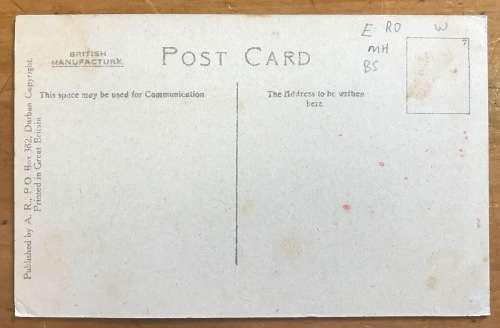 BRITISH
MANUFACTURE
POST CARD
This space may be used for Communication
The Address to be written
here.
Published by A. R., P.O. Box 362, Durban Copyright.
Printed in Great Britain
E RO W
MH
BS